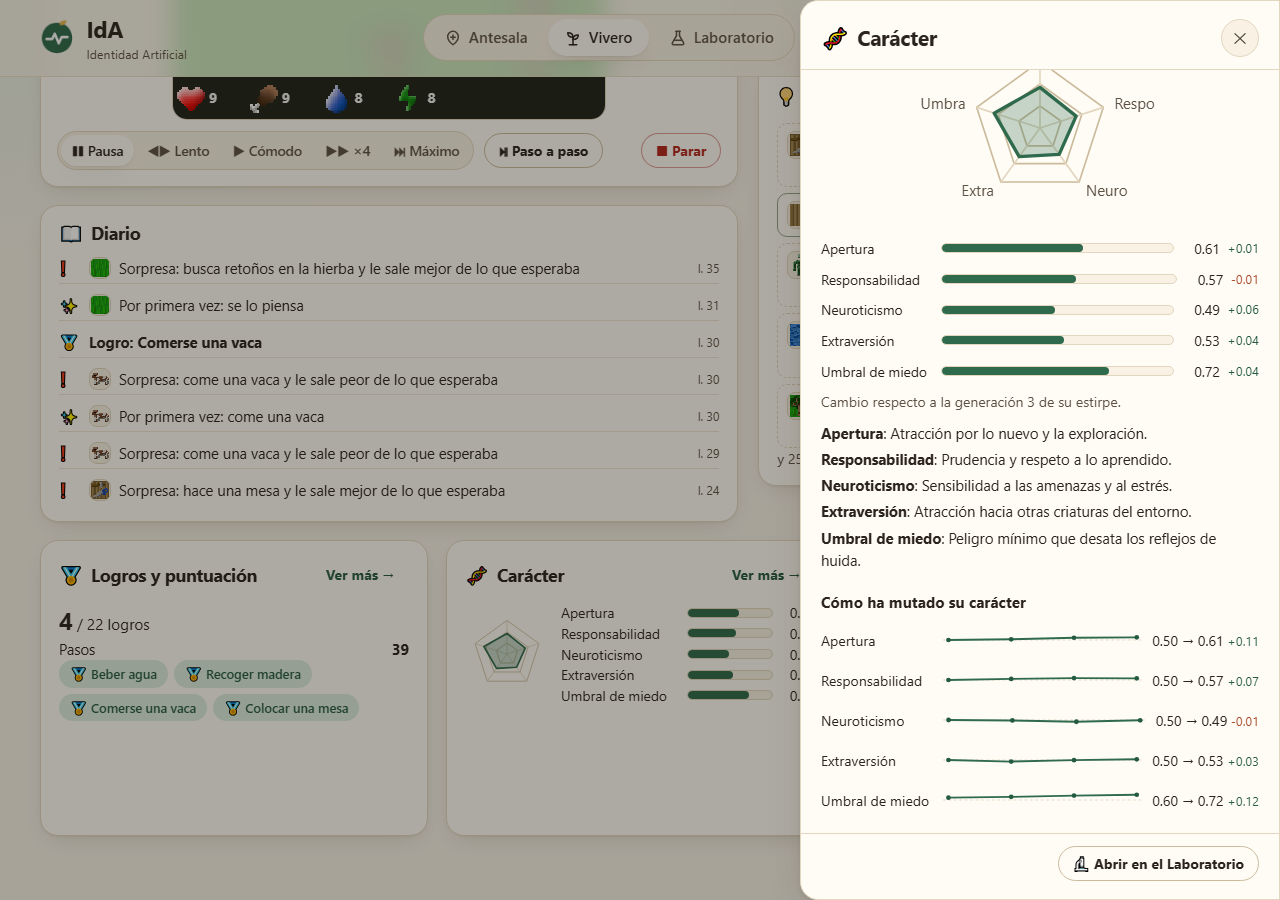 IdA
Identidad Artificial
Antesala
Vivero
Laboratorio
9
9
8
8
Pausa
Lento
Cómodo
×4
Máximo
Paso a paso
Parar
Diario
Sorpresa: busca retoños en la hierba y le sale mejor de lo que esperaba
l. 35
Por primera vez: se lo piensa
l. 31
Logro: Comerse una vaca
l. 30
Sorpresa: come una vaca y le sale peor de lo que esperaba
l. 30
Por primera vez: come una vaca
l. 30
Sorpresa: come una vaca y le sale peor de lo que esperaba
l. 29
Sorpresa: hace una mesa y le sale mejor de lo que esperaba
l. 24
y 25
Logros y puntuación
Ver más →
4 / 22 logros
Pasos
39
Beber agua
Recoger madera
Comerse una vaca
Colocar una mesa
Carácter
Ver más →
Apertura
0.
Responsabilidad
0.
Neuroticismo
0.
Extraversión
0.
Umbral de miedo
0.
Carácter
Umbra
Respo
Extra
Neuro
Apertura
0.61 +0.01
Responsabilidad
0.57 -0.01
Neuroticismo
0.49 +0.06
Extraversión
0.53 +0.04
Umbral de miedo
0.72 +0.04
Cambio respecto a la generación 3 de su estirpe.
Apertura: Atracción por lo nuevo y la exploración.
Responsabilidad: Prudencia y respeto a lo aprendido.
Neuroticismo: Sensibilidad a las amenazas y al estrés.
Extraversión: Atracción hacia otras criaturas del entorno.
Umbral de miedo: Peligro mínimo que desata los reflejos de
huida.
Cómo ha mutado su carácter
Apertura
0.50 → 0.61 +0.11
Responsabilidad
0.50 → 0.57 +0.07
Neuroticismo
0.50 → 0.49 -0.01
Extraversión
0.50 → 0.53 +0.03
Umbral de miedo
0.60 → 0.72 +0.12
Abrir en el Laboratorio